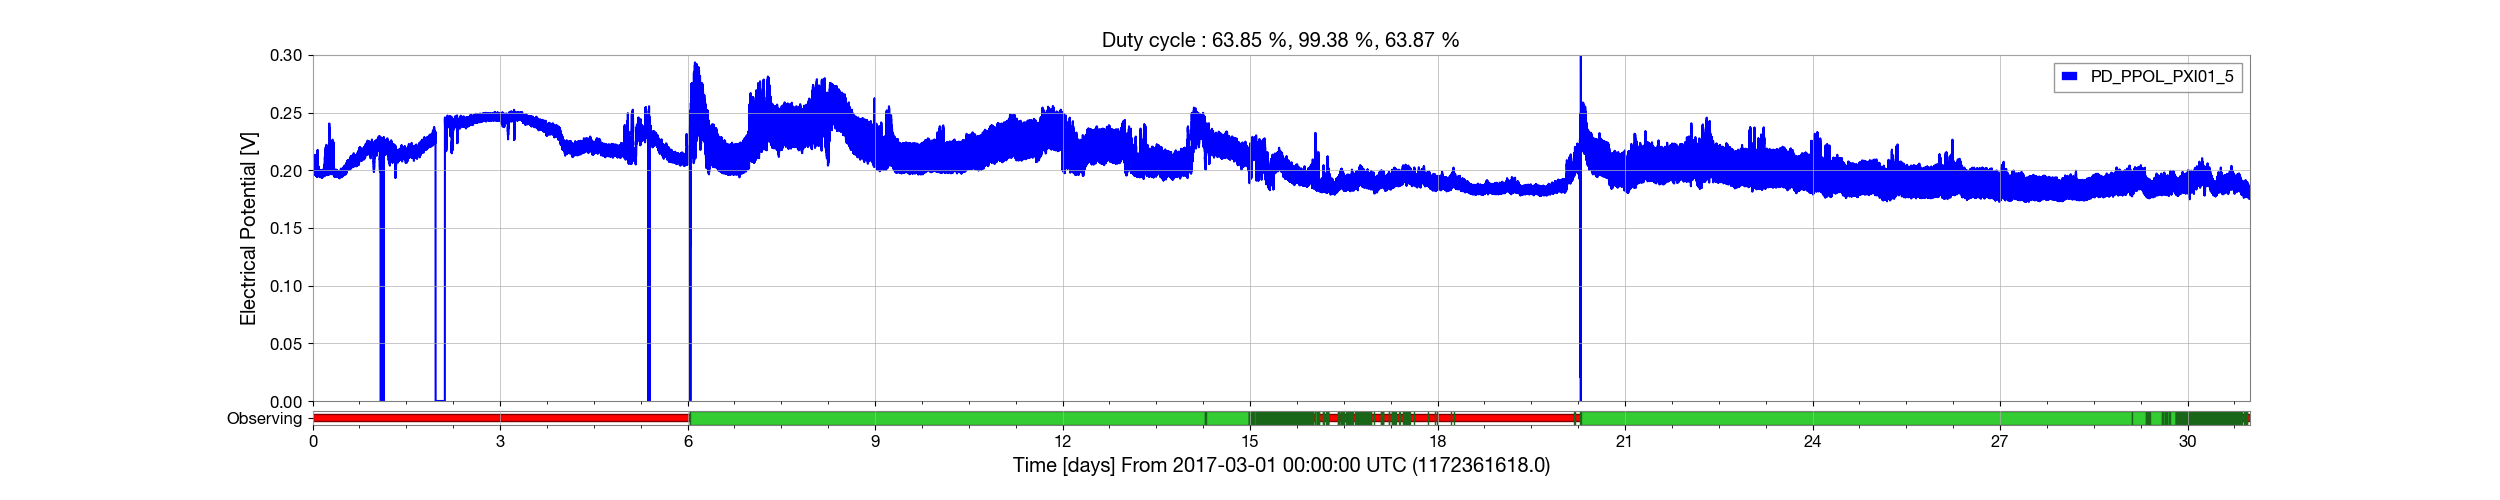 Duty cycle : 63.85 %, 99.38 %, 63.87 %
PD_PPOL_PXI01_5
Electrical Potential [V]
0.30
0.25
0.20
0.15
0.10
0.05
0.00
Observing
0 3 6 9 12 15 18 21 24 27 30
Time [days] From 2017-03-01 00:00:00 UTC (1172361618.0)